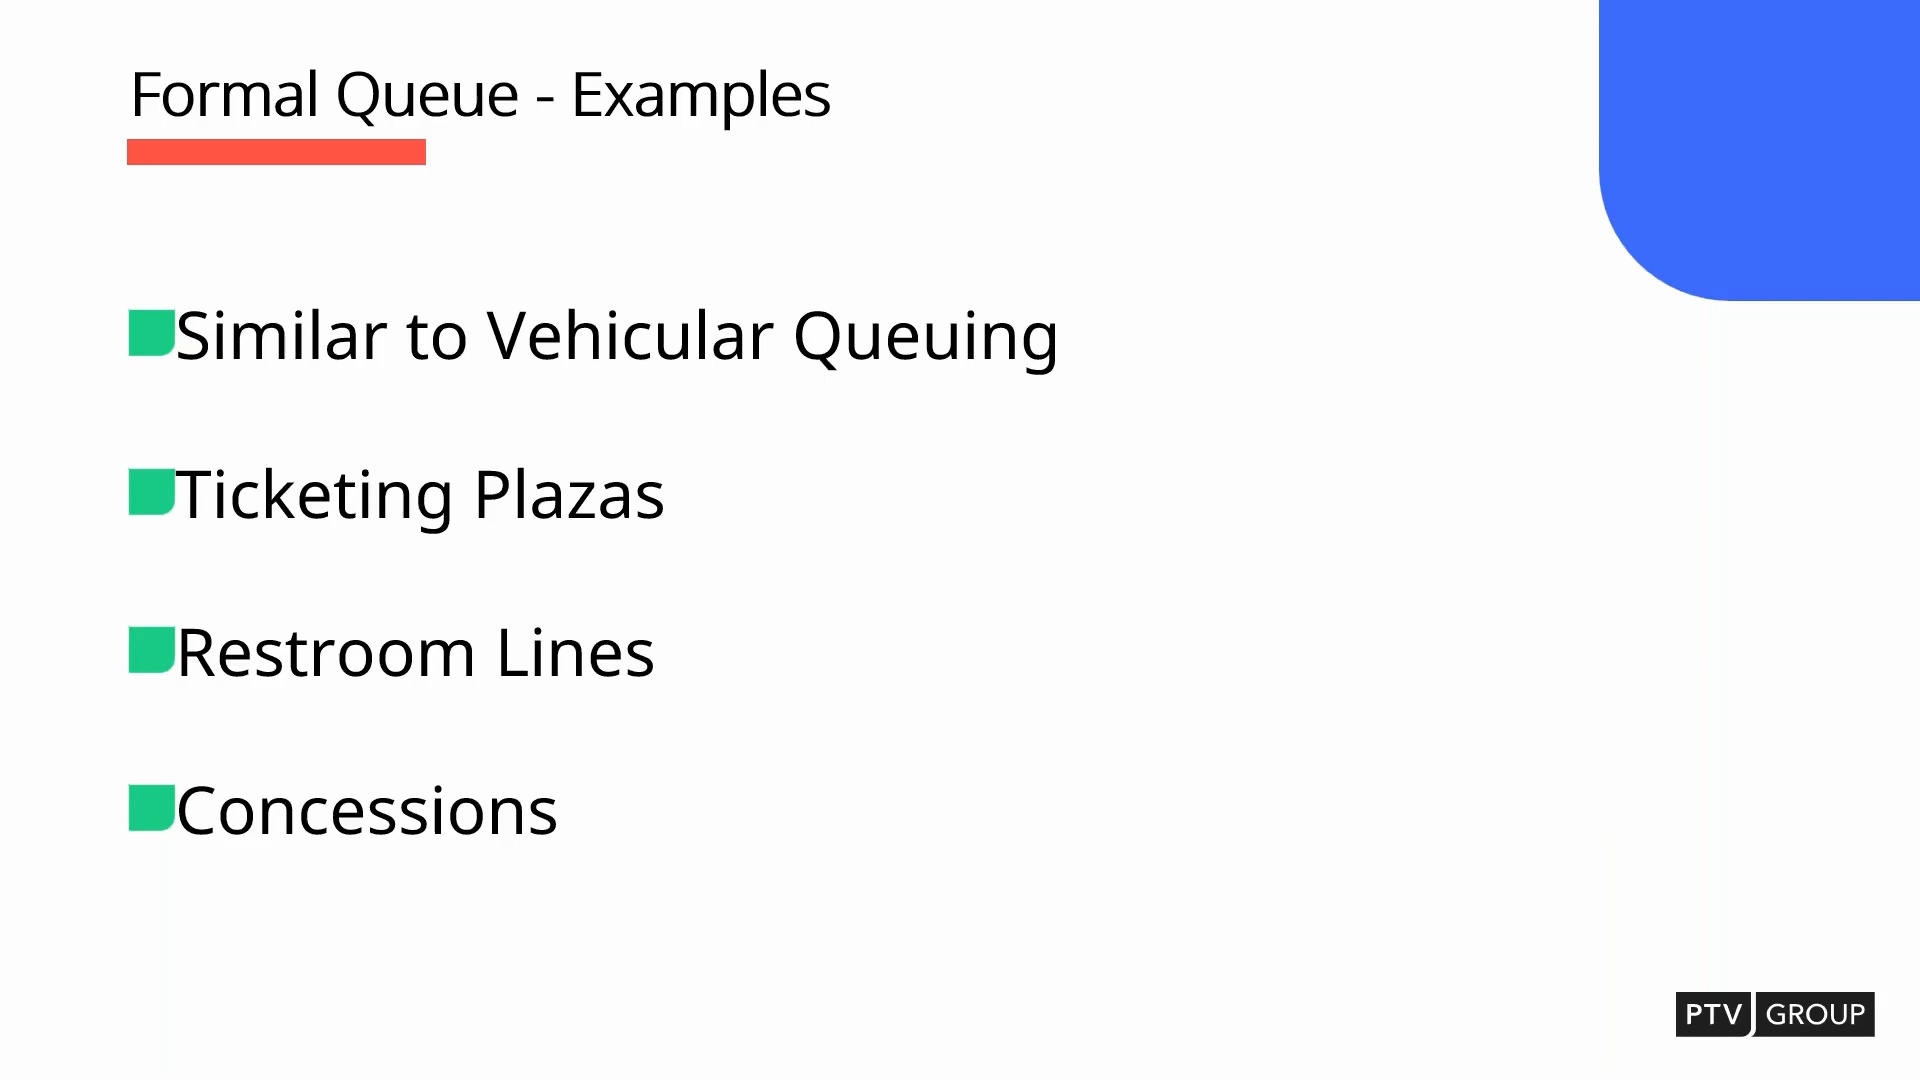 Formal Queue - Examples
Similar to Vehicular Queuing
Ticketing Plazas
Restroom Lines
Concessions
PTV GROUP